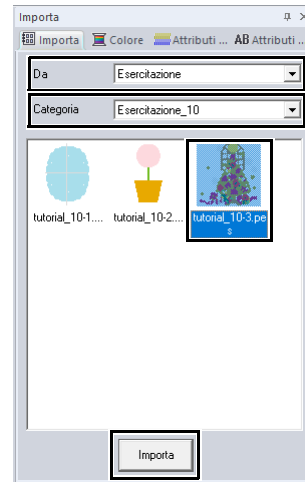 Importa
Importa Colore Attributi ... AB Attributi ..
Da Esercitazione
Categoria Esercitazione_10
tutorial_10-1.... tutorial_10-2.... tutorial_10-3.pe
s
Importa